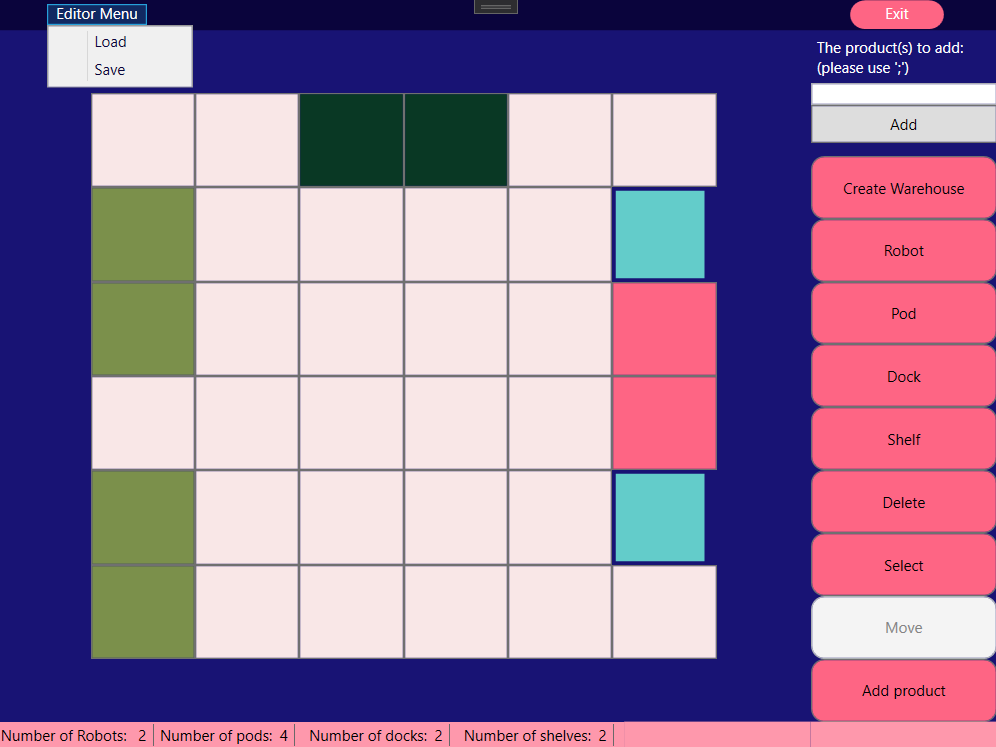 Editor Menu
Exit
Load
Save
The product(s) to add:
(please use ';')
Add
Create Warehouse
Robot
Pod
Dock
Shelf
Delete
Select
Move
Add product
Number of Robots: 2 Number of pods: 4 Number of docks: 2 Number of shelves: 2